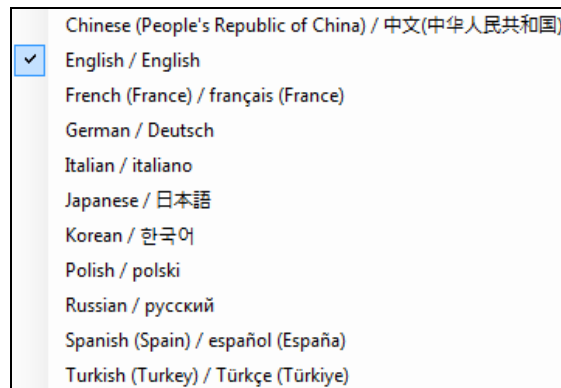 Chinese (People's Republic of China) / 中文(中华人民共和国)
English / English
French (France) / français (France)
German / Deutsch
Italian / italiano
Japanese / 日本語
Korean / 한국어
Polish / polski
Russian / русский
Spanish (Spain) / español (España)
Turkish (Turkey) / Türkçe (Türkiye)